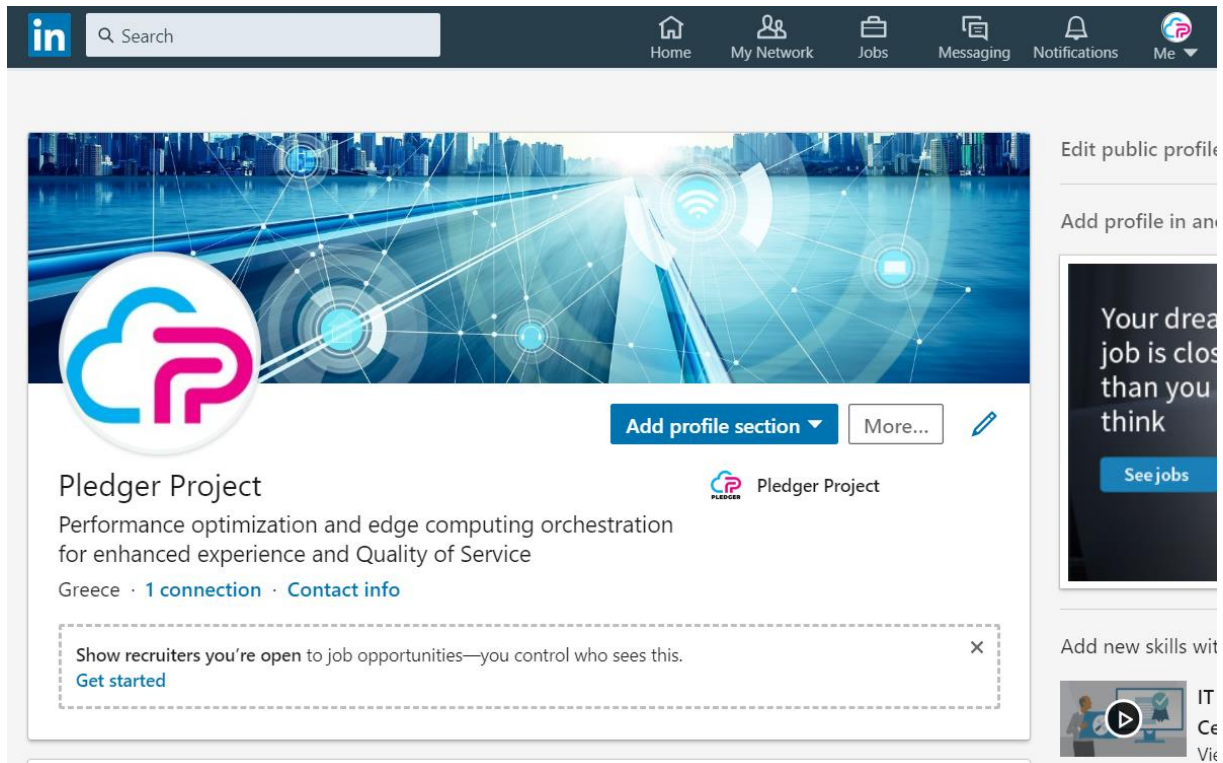 in
Search
Home
My Network
Jobs
Messaging
Notifications
Me
Edit public profile
Add profile in an
Your drea
job is clos
than you
think
See jobs
Add profile section
More...
Pledger Project
PLEDGER
Pledger Project
Performance optimization and edge computing orchestration
for enhanced experience and Quality of Service
Greece · 1 connection · Contact info
Show recruiters you're open to job opportunities—you control who sees this.
Get started
Add new skills wit
IT
Ce
Vie